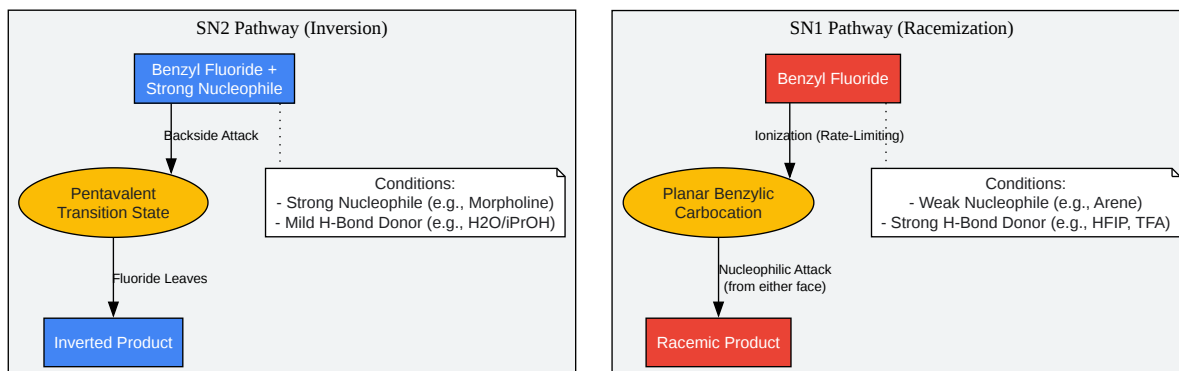 SN2 Pathway (Inversion)
Benzyl Fluoride +
Strong Nucleophile
Backside Attack
Conditions:
- Strong Nucleophile (e.g., Morpholine)
- Mild H-Bond Donor (e.g., H2O/iPrOH)
Pentavalent
Transition State
Fluoride Leaves
Inverted Product
SN1 Pathway (Racemization)
Benzyl Fluoride
Ionization (Rate-Limiting)
Conditions:
- Weak Nucleophile (e.g., Arene)
- Strong H-Bond Donor (e.g., HFIP, TFA)
Planar Benzylic
Carbocation
Nucleophilic Attack
(from either face)
Racemic Product